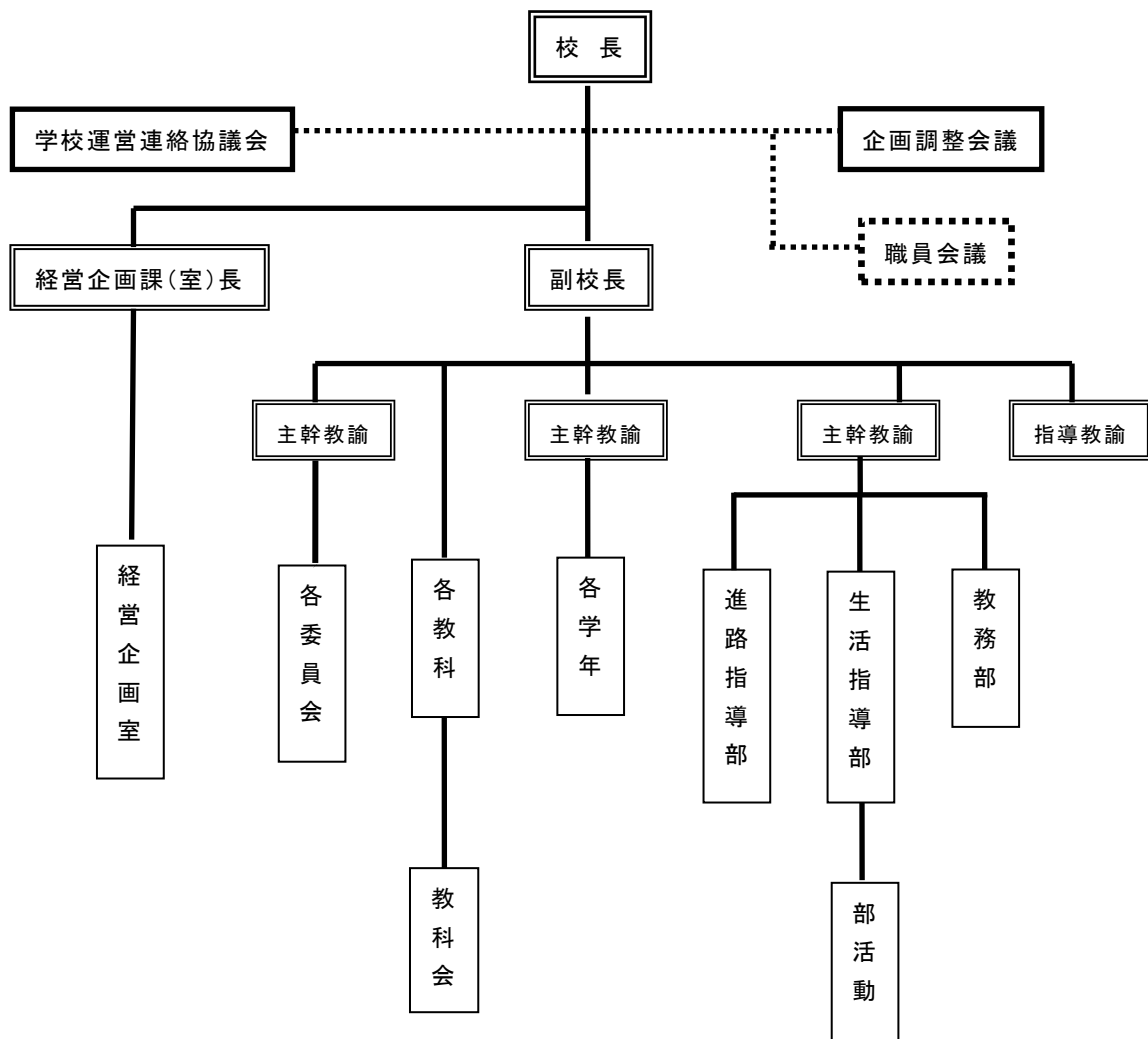 校長
学校運営連絡協議会
企画調整会議
職員会議
経営企画課(室)長
副校長
主幹教諭
主幹教諭
主幹教諭
指導教諭
経営企画室
各委員会
各教科
各学年
進路指導部
生活指導部
教務部
教科会
部活動